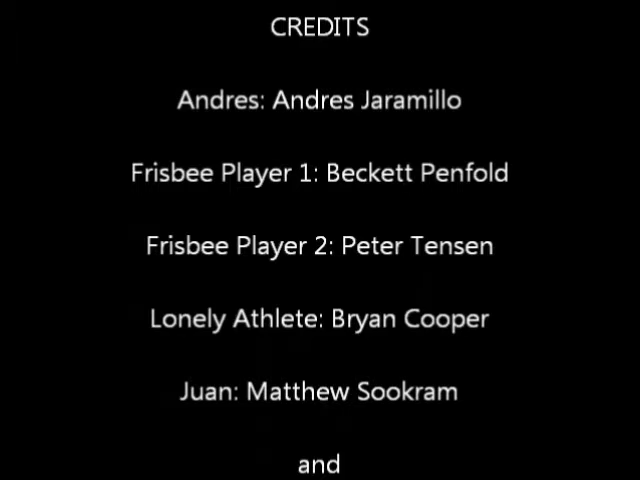 CREDITS
Andres: Andres Jaramillo
Frisbee Player 1: Beckett Penfold
Frisbee Player 2: Peter Tensen
Lonely Athlete: Bryan Cooper
Juan: Matthew Sookram
and